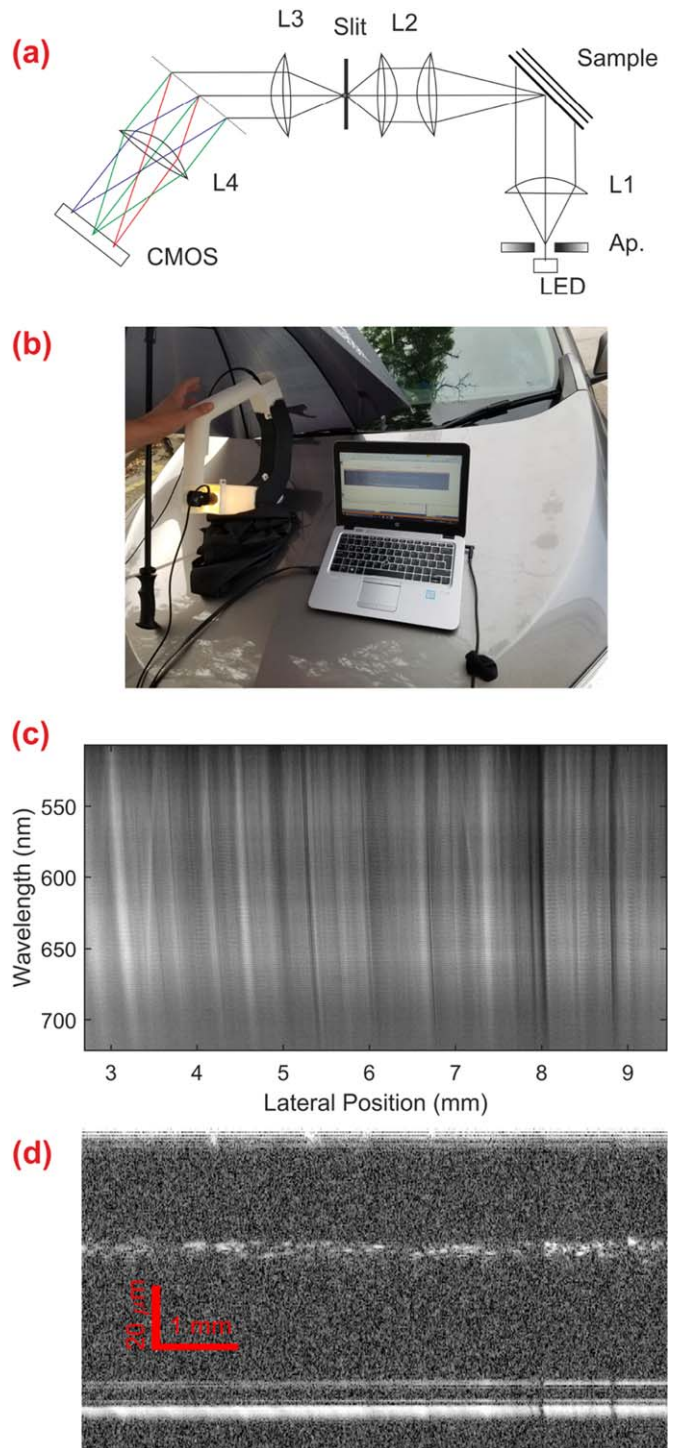 (a)
L3
Slit
L2
Sample
L4
L1
CMOS
Ap.
LED
(b)
(c)
Wavelength (nm)
550
600
650
700
3 4 5 6 7 8 9
Lateral Position (mm)
(d)
20 μm
1 mm